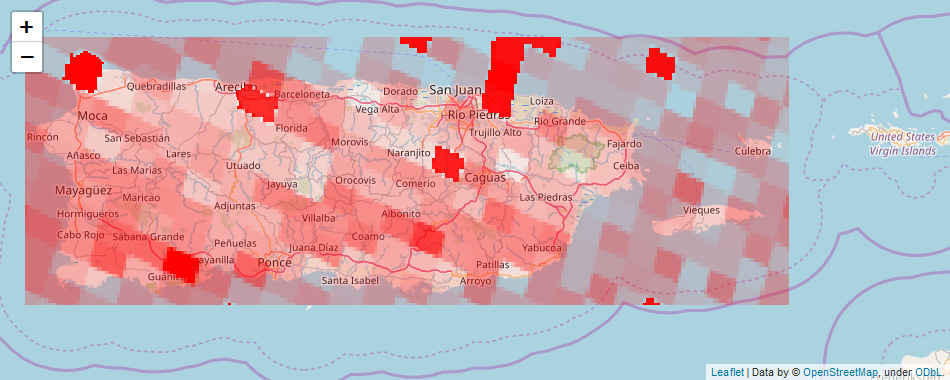 +
−
Quebradillas
Arecibo
Barceloneta
Dorado
San Juan
Loiza
Moca
Vega Alta
Río Piedras
Río Grande
Rincón
San Sebastián
Florida
Morovis
Trujillo Alto
Fajardo
United States
Virgin Islands
Añasco
Lares
Naranjito
Culebra
Las Marías
Utuado
Ceiba
Mayagüez
Jayuya
Orocovis
Comerio
Caguas
Maricao
Adjuntas
Las Piedras
Hormigueros
Villalba
Aibonito
Vieques
Cabo Rojo
Sábana Grande
Peñuelas
Juana Díaz
Coamo
Yabucoa
Guayanilla
Ponce
Patillas
Guánica
Santa Isabel
Arroyo
Leaflet | Data by © OpenStreetMap, under ODbL.